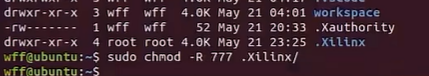 drwxr-xr-x  3 wff  wff  4.0K May 21 04:01 workspace
-rw-------  1 wff  wff    52 May 21 20:33 .Xauthority
drwxr-xr-x  4 root root 4.0K May 21 23:25 .Xilinx
wff@ubuntu:~$ sudo chmod -R 777 .Xilinx/
wff@ubuntu:~$